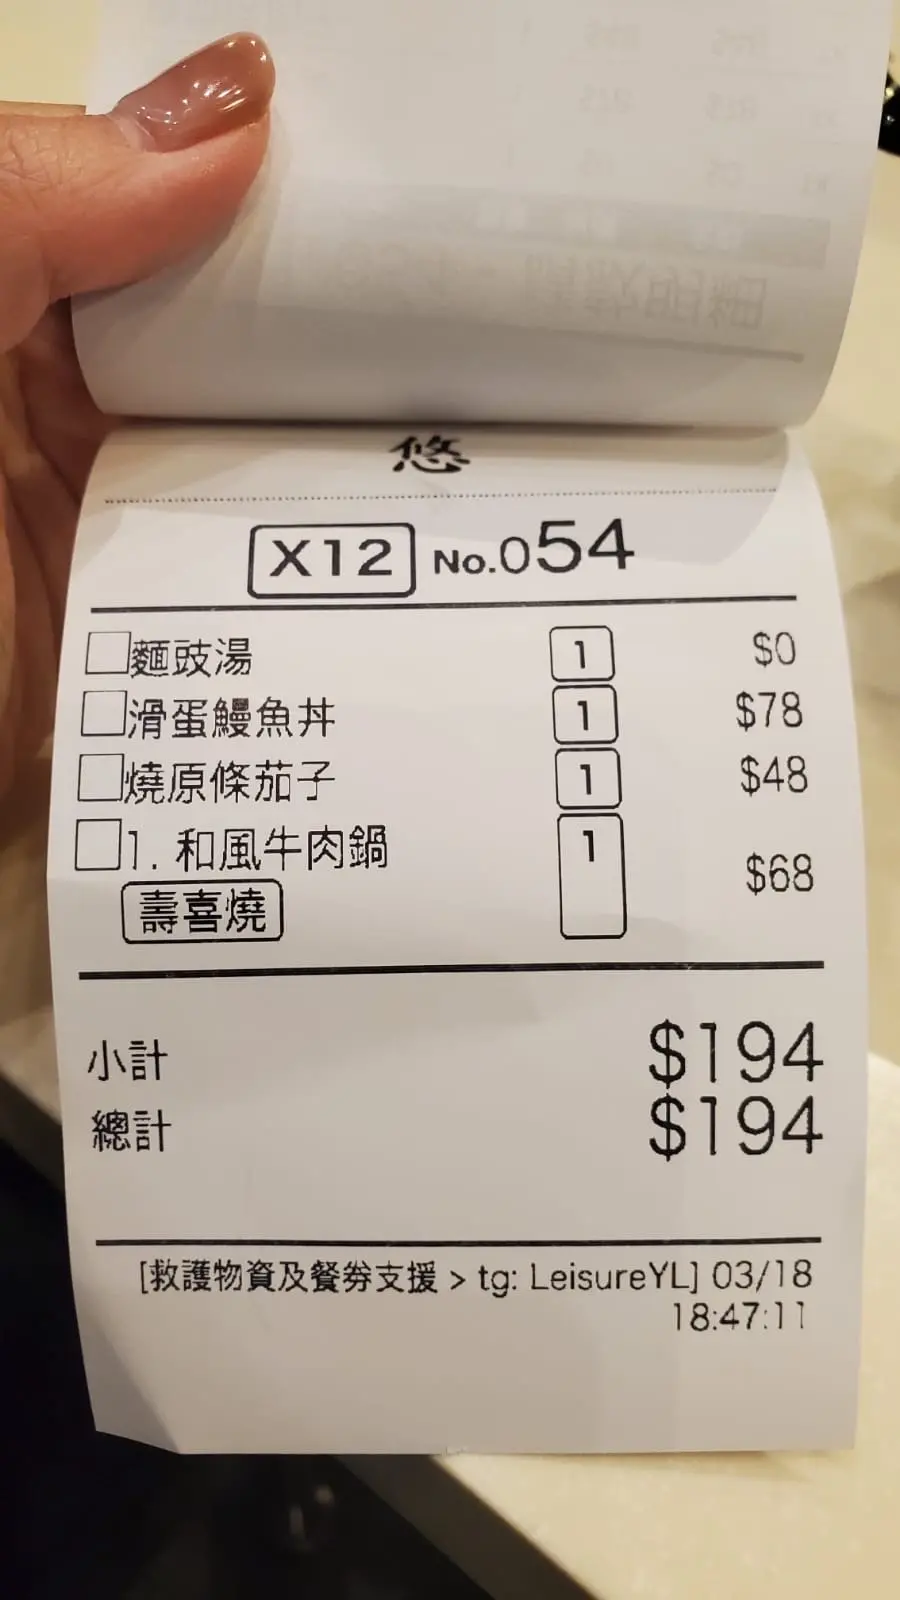 悠
X12 No.054
麵豉湯 1 $0
滑蛋鰻魚丼 1 $78
燒原條茄子 1 $48
1. 和風牛肉鍋 1 $68
壽喜燒
小計 $194
總計 $194
[救護物資及餐劵支援 > tg: LeisureYL] 03/18
18:47:11